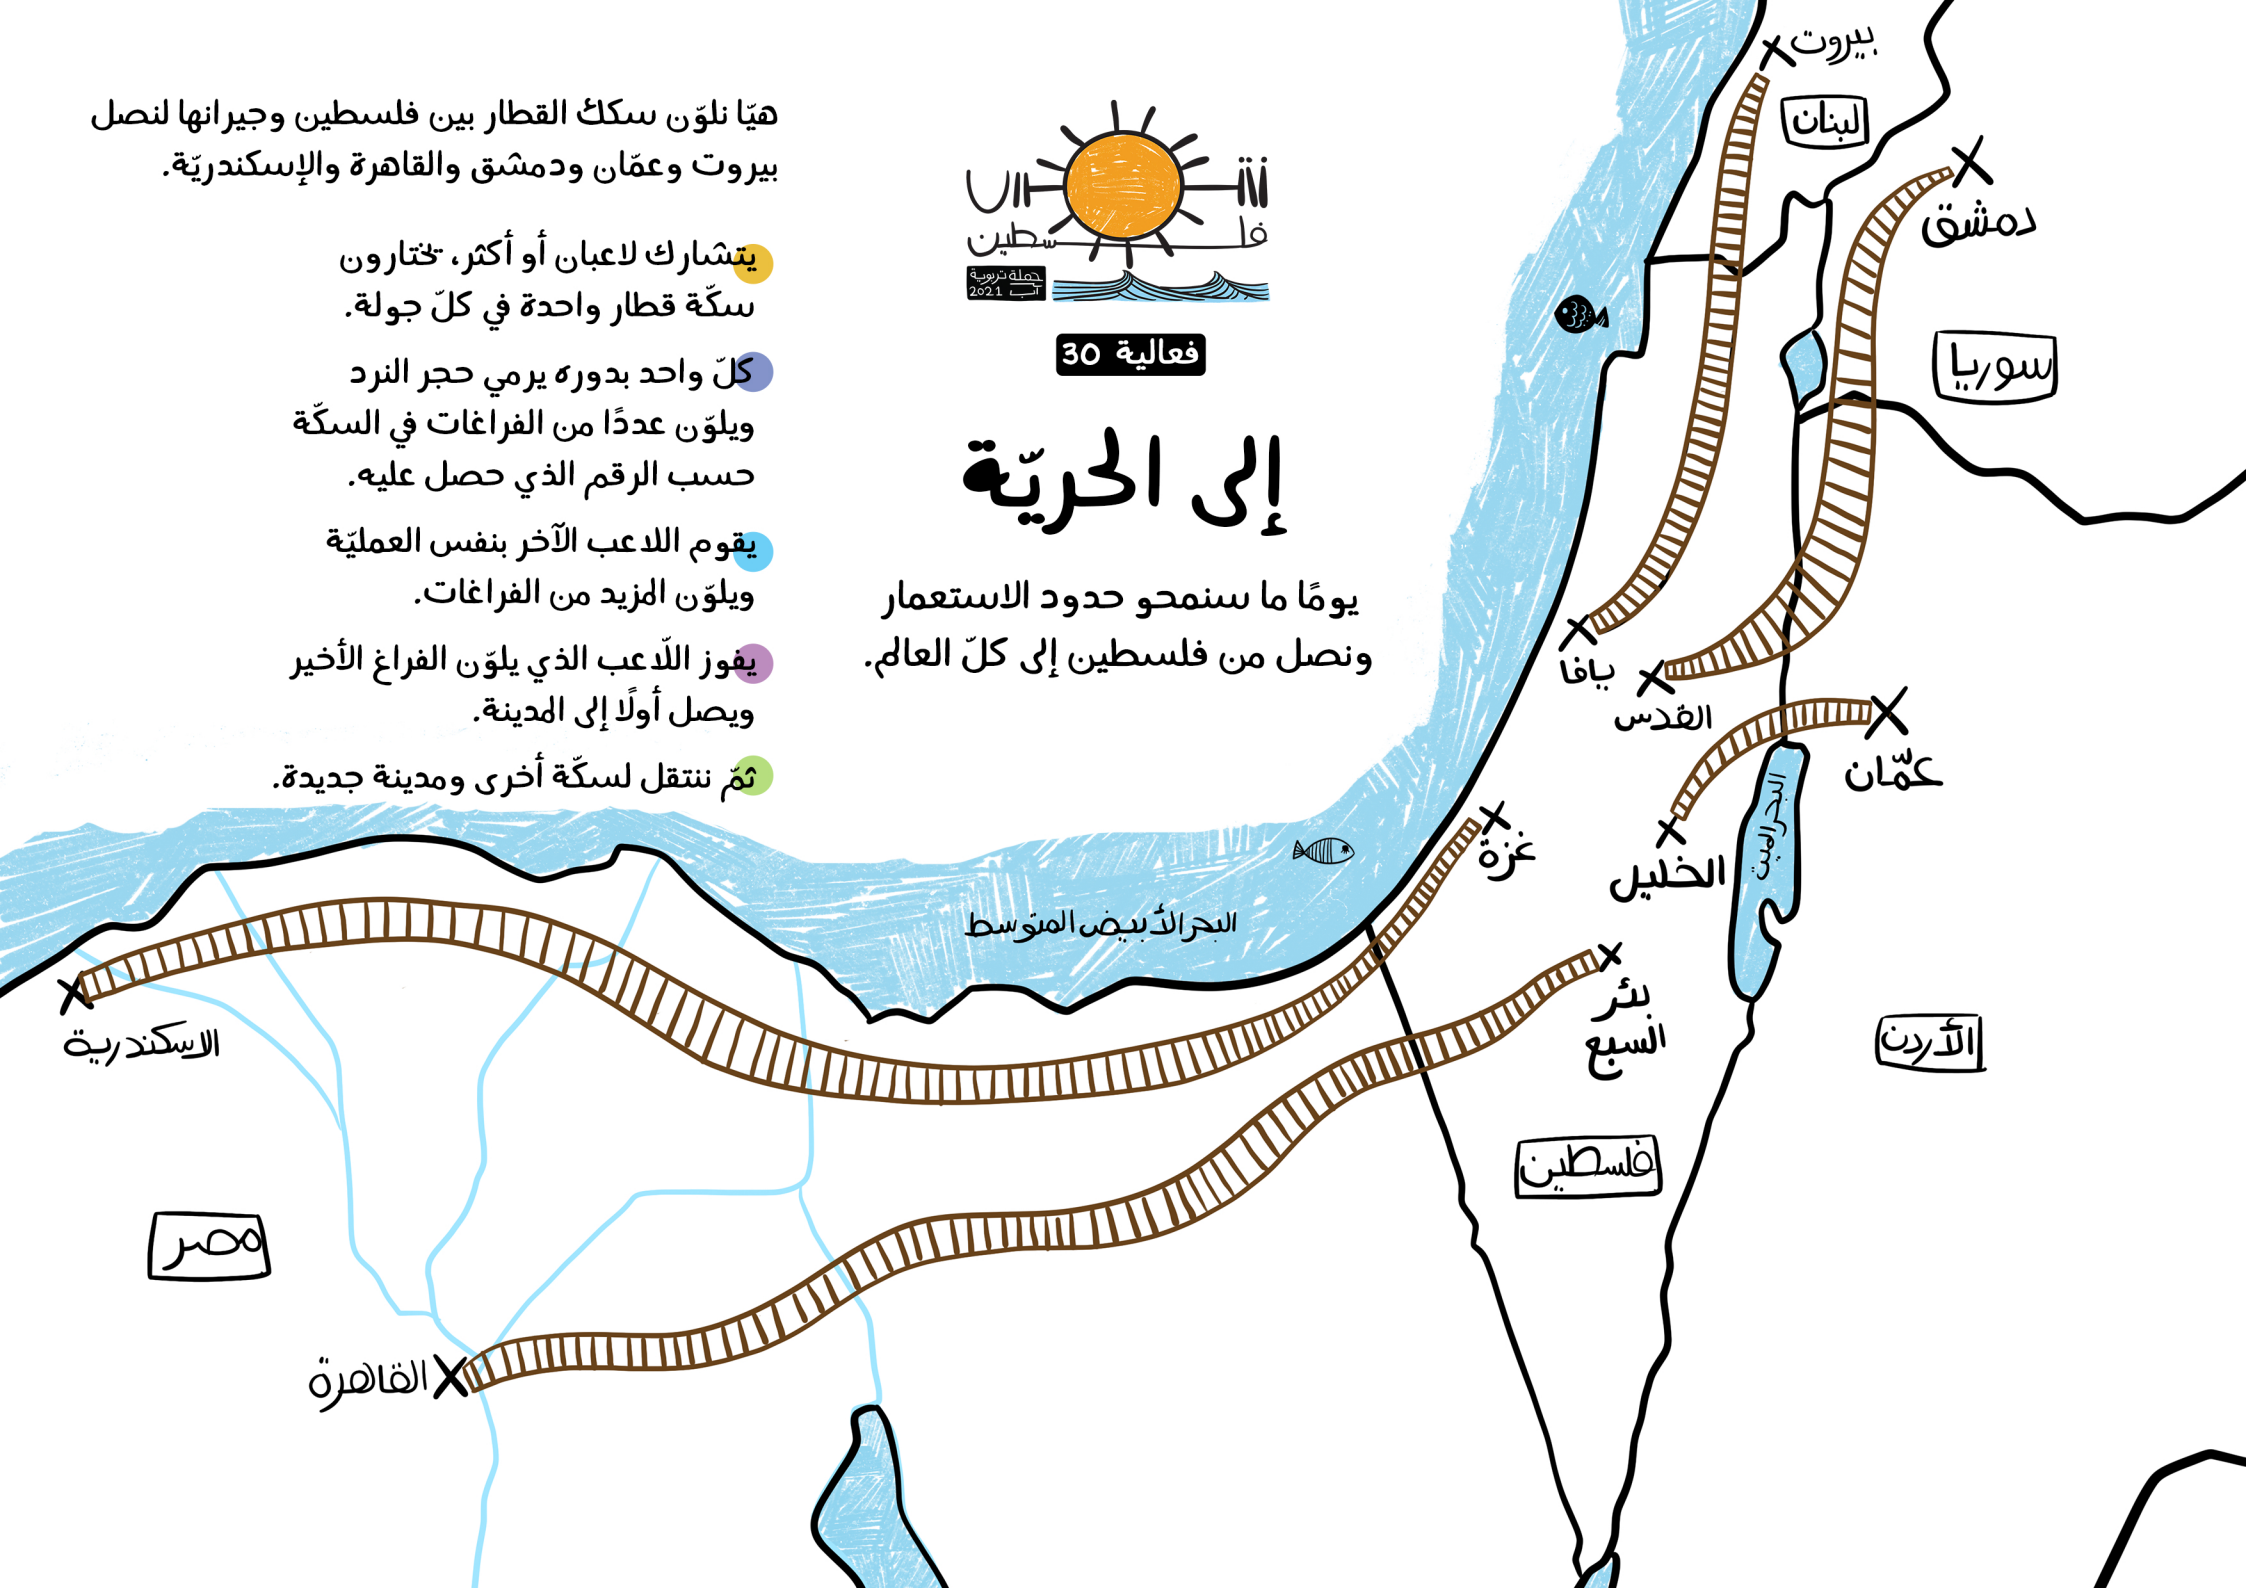 هيّا نلوّن سكك القطار بين فلسطين وجيرانها لنصل
بيروت وعمّان ودمشق والقاهرة والإسكندريّة.
يتشارك لاعبان أو أكثر، تختارون
سكّة قطار واحدة في كلّ جولة.
كلّ واحد بدوره يرمي حجر النرد
ويلوّن عددًا من الفراغات في السكّة
حسب الرقم الذي حصل عليه.
يقوم اللاعب الآخر بنفس العمليّة
ويلوّن المزيد من الفراغات.
يفوز اللّاعب الذي يلوّن الفراغ الأخير
ويصل أولًا إلى المدينة.
ثمّ ننتقل لسكّة أخرى ومدينة جديدة.
فلسطين
حملة تربوية
آب 2021
فعالية 30
إلى الحريّة
يومًا ما سنمحو حدود الاستعمار
ونصل من فلسطين إلى كلّ العالم.
بيروت
لبنان
دمشق
سوريا
يافا
القدس
عمّان
البحر الميت
الخليل
غزة
البحر الأبيض المتوسط
بئر
السبع
الأردن
فلسطين
الاسكندرية
مصر
القاهرة